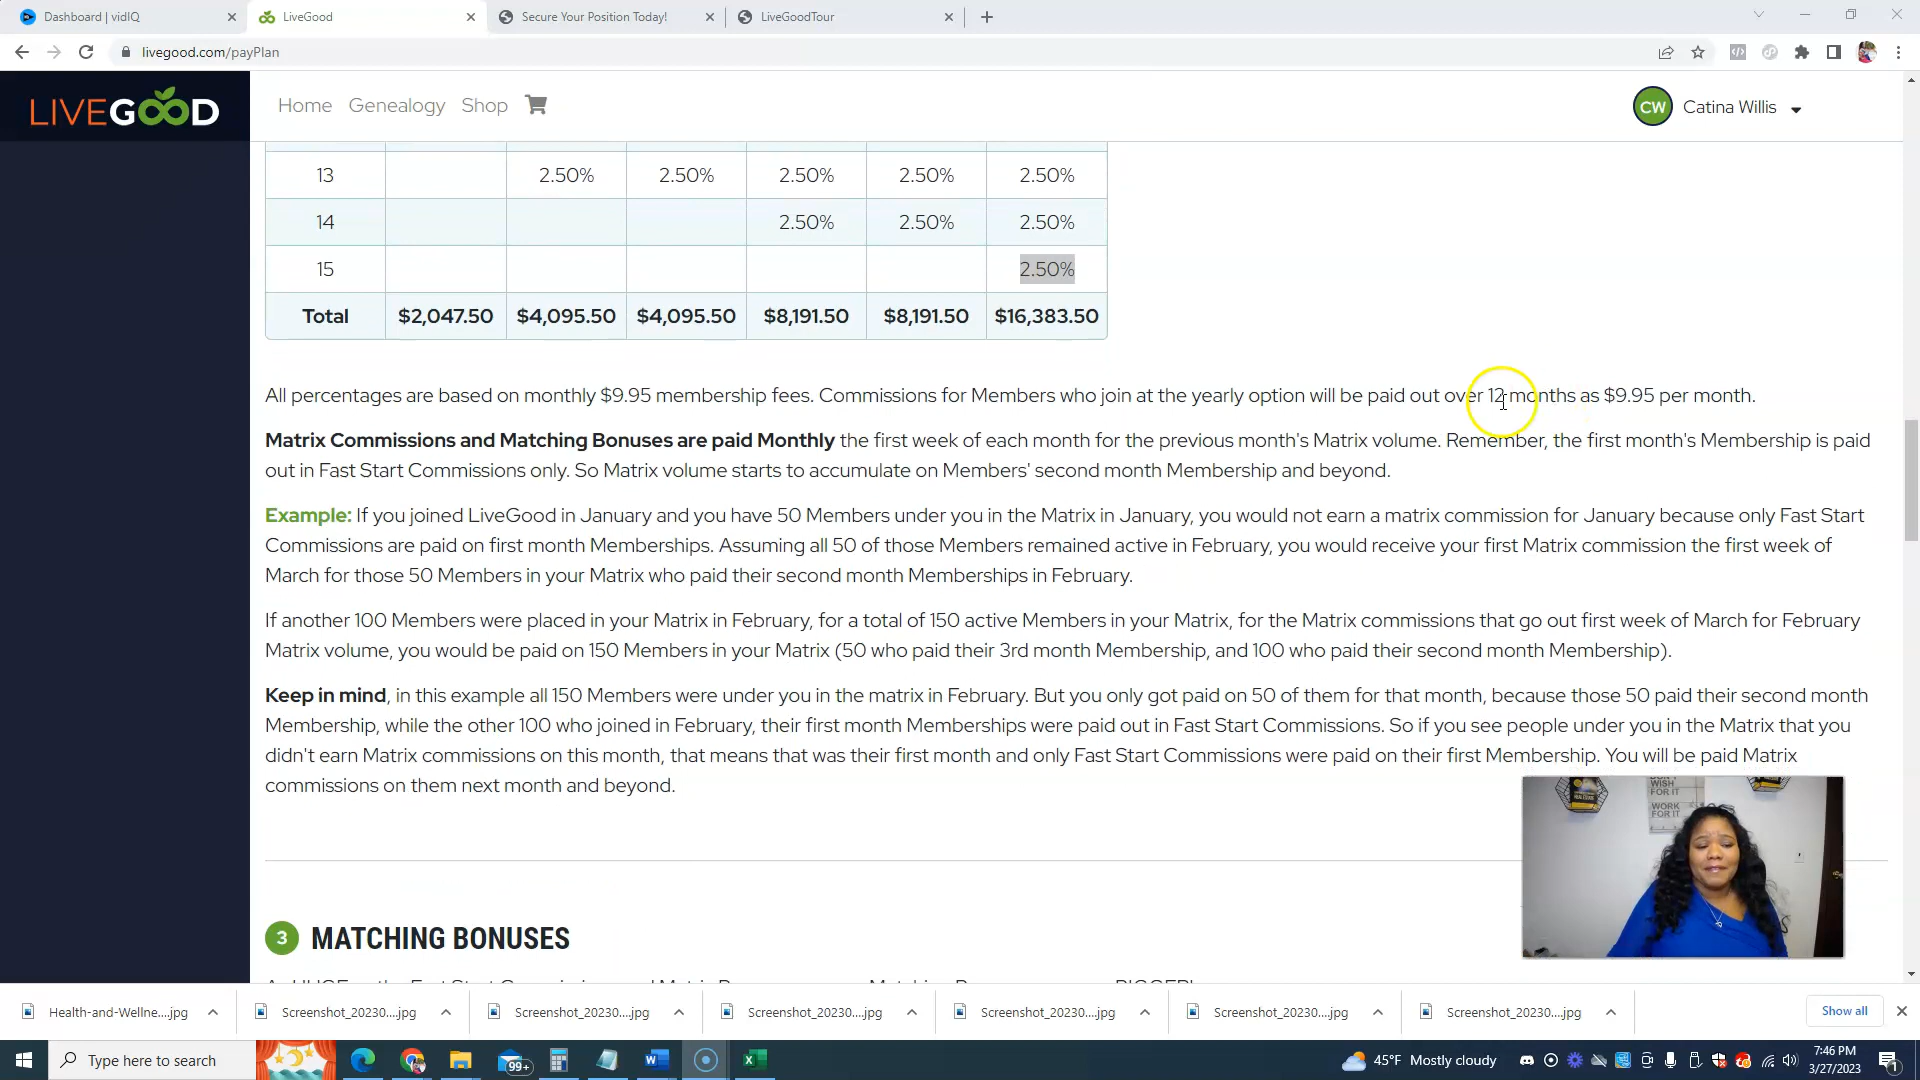 Dashboard | vidIQ
LiveGood
Secure Your Position Today!
LiveGoodTour
livegood.com/payPlan
LIVEGOOD
Home Genealogy Shop
CW Catina Willis
13 2.50% 2.50% 2.50% 2.50% 2.50%
14 2.50% 2.50% 2.50%
15 2.50%
Total $2,047.50 $4,095.50 $4,095.50 $8,191.50 $8,191.50 $16,383.50
All percentages are based on monthly $9.95 membership fees. Commissions for Members who join at the yearly option will be paid out over 12 months as $9.95 per month.
Matrix Commissions and Matching Bonuses are paid Monthly the first week of each month for the previous month's Matrix volume. Remember, the first month's Membership is paid
out in Fast Start Commissions only. So Matrix volume starts to accumulate on Members' second month Membership and beyond.
Example: If you joined LiveGood in January and you have 50 Members under you in the Matrix in January, you would not earn a matrix commission for January because only Fast Start
Commissions are paid on first month Memberships. Assuming all 50 of those Members remained active in February, you would receive your first Matrix commission the first week of
March for those 50 Members in your Matrix who paid their second month Memberships in February.
If another 100 Members were placed in your Matrix in February, for a total of 150 active Members in your Matrix, for the Matrix commissions that go out first week of March for February
Matrix volume, you would be paid on 150 Members in your Matrix (50 who paid their 3rd month Membership, and 100 who paid their second month Membership).
Keep in mind, in this example all 150 Members were under you in the matrix in February. But you only got paid on 50 of them for that month, because those 50 paid their second month
Membership, while the other 100 who joined in February, their first month Memberships were paid out in Fast Start Commissions. So if you see people under you in the Matrix that you
didn't earn Matrix commissions on this month, that means that was their first month and only Fast Start Commissions were paid on their first Membership. You will be paid Matrix
commissions on them next month and beyond.
WISH
FOR IT
WORK
FOR IT
3 MATCHING BONUSES
Health-and-Wellne....jpg
Screenshot_20230....jpg
Screenshot_20230....jpg
Screenshot_20230....jpg
Screenshot_20230....jpg
Screenshot_20230....jpg
Screenshot_20230....jpg
Show all
Type here to search
99+
45°F Mostly cloudy
7:46 PM
3/27/2023
1